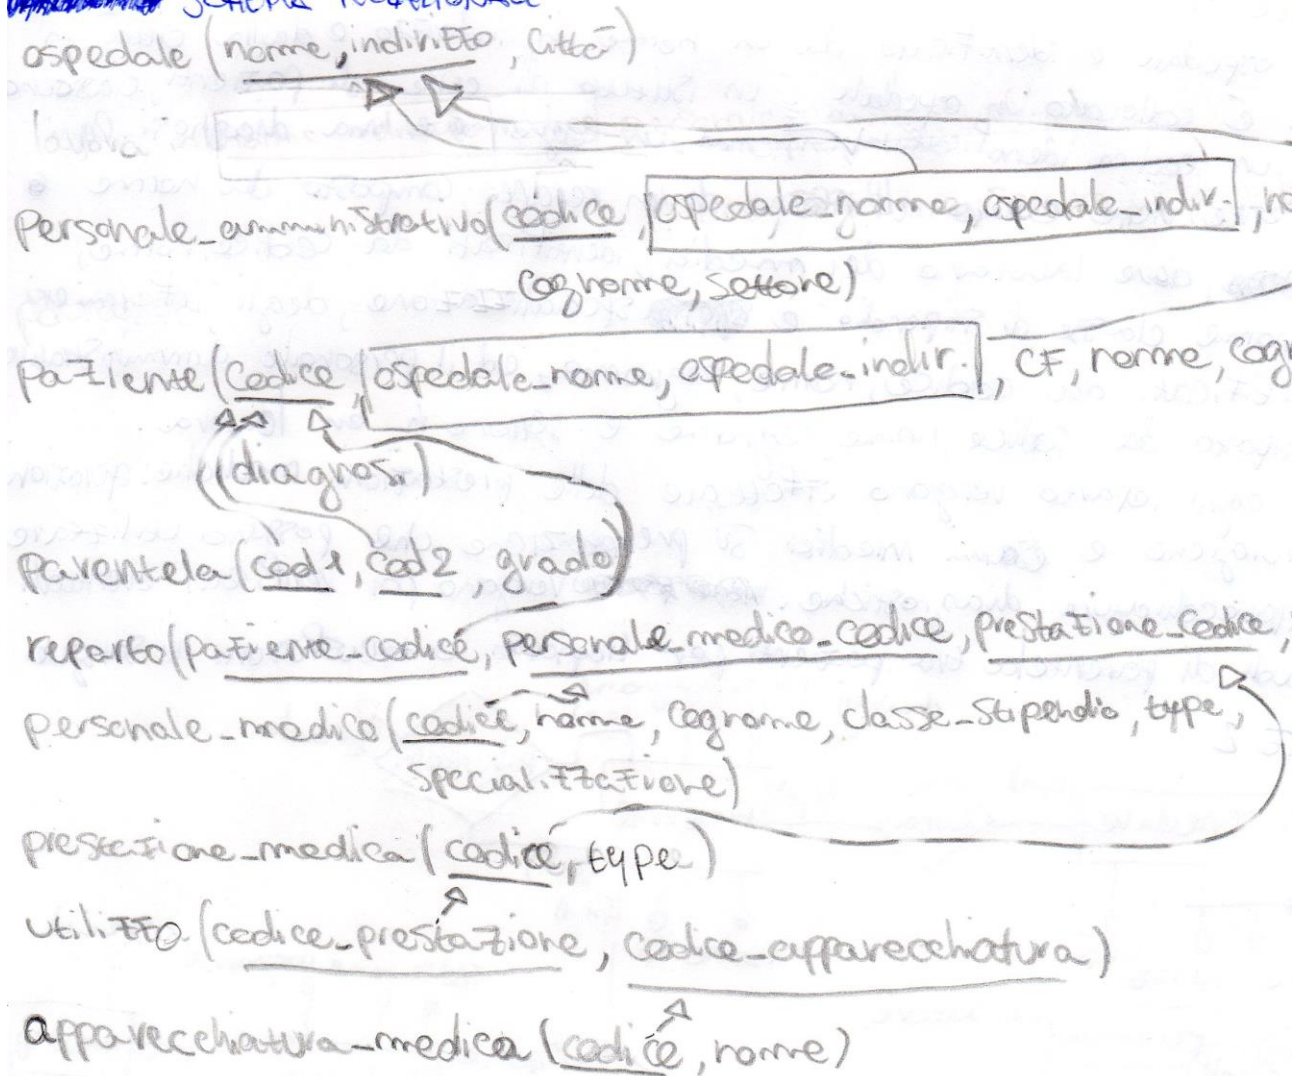 SCHEMA RELAZIONALE
ospedale (nome, indirizzo, città)
personale_amministrativo(codice, ospedale_nome, ospedale_indir.,
cognome, settore)
paziente(codice, ospedale_nome, ospedale_indir., CF, nome, cogn
diagnosi)
parentela(cod1, cod2, grado)
reparto(paziente_codice, personale_medico_codice, prestazione_codice,
personale_medico(codice, nome, cognome, classe_stipendio, type,
specializzazione)
prestazione_medica(codice, type)
utilizzo(codice_prestazione, codice_apparecchiatura)
apparecchiatura_medica(codice, nome)